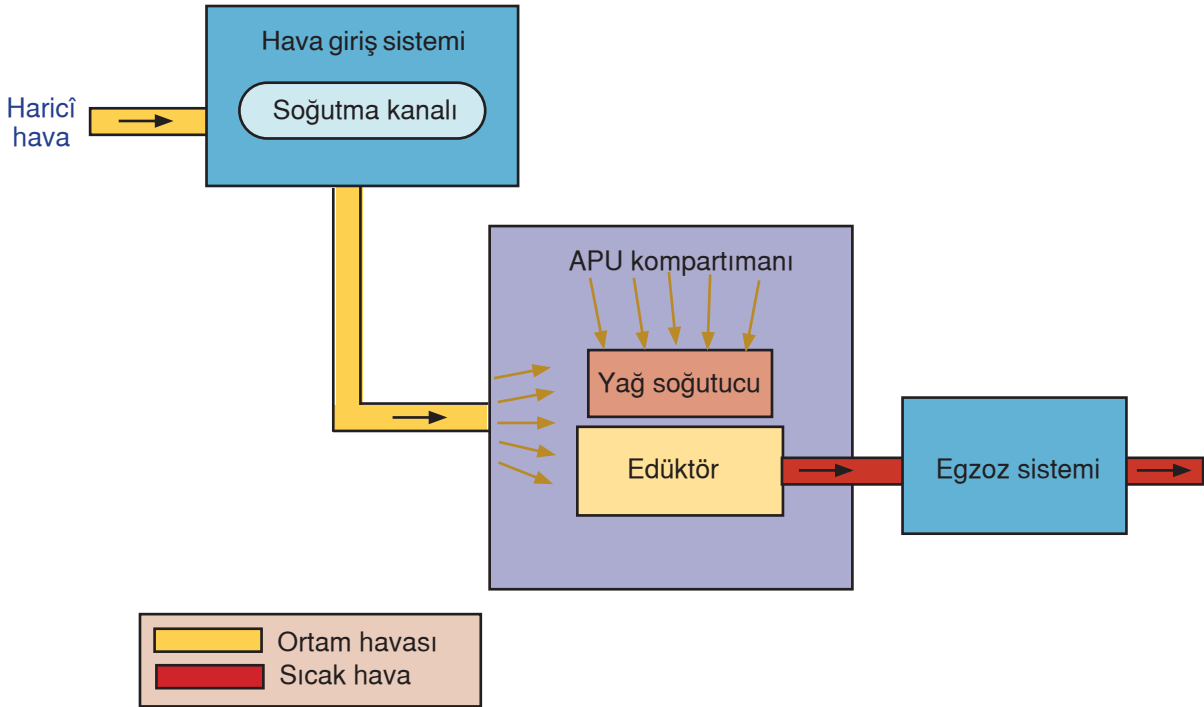 Hava giriş sistemi
Soğutma kanalı
Haricî
hava
APU kompartımanı
Yağ soğutucu
Edüktör
Egzoz sistemi
Ortam havası
Sıcak hava